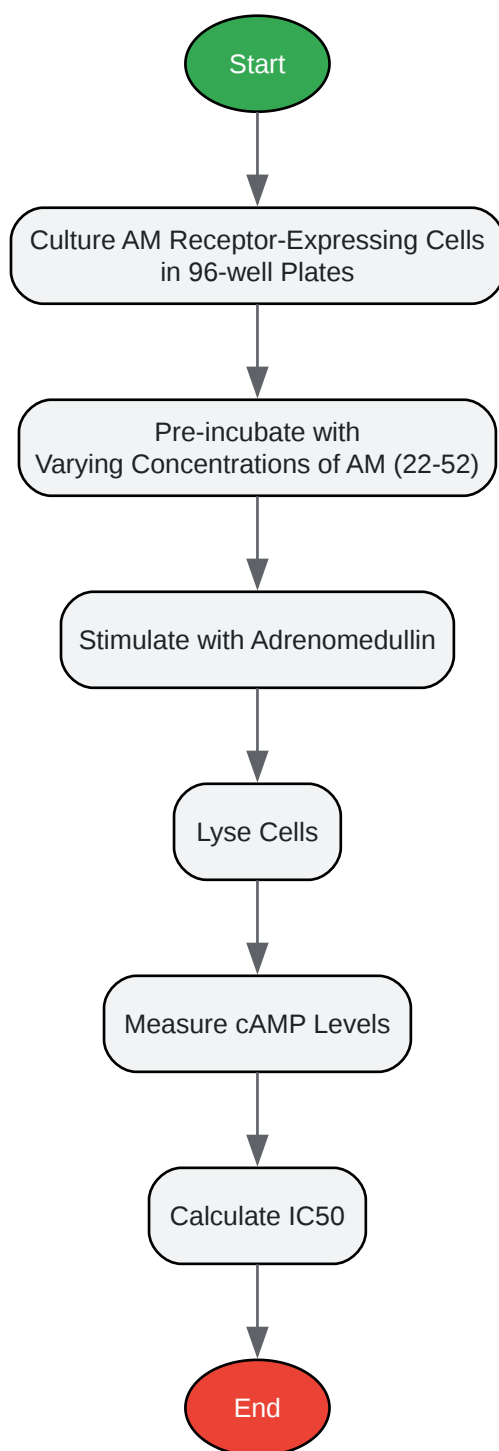 Start
Culture AM Receptor-Expressing Cells
in 96-well Plates
Pre-incubate with
Varying Concentrations of AM (22-52)
Stimulate with Adrenomedullin
Lyse Cells
Measure cAMP Levels
Calculate IC50
End